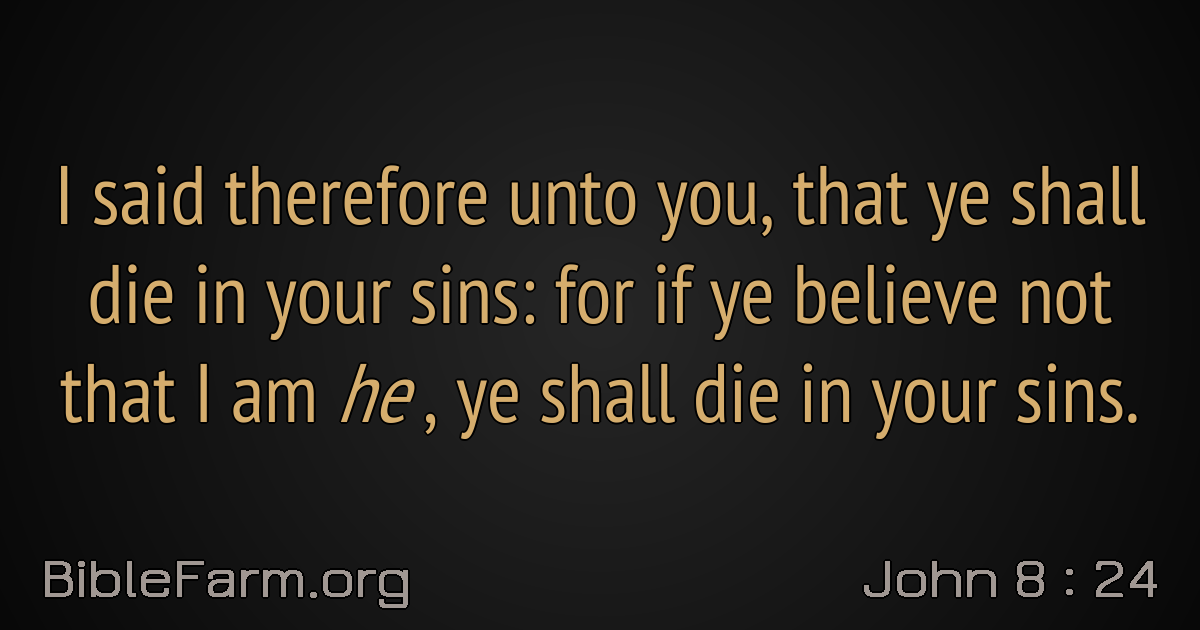 I said therefore unto you, that ye shall
die in your sins: for if ye believe not
that I am he , ye shall die in your sins.
BibleFarm.org
John 8 : 24